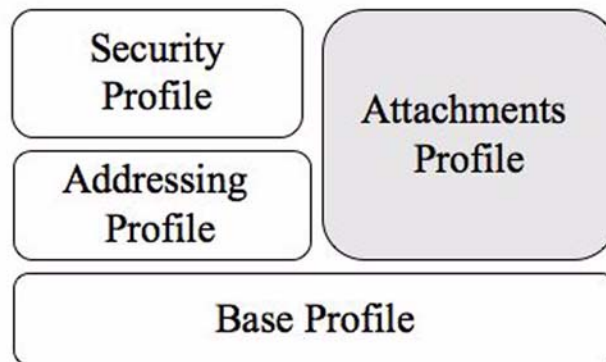 Security
Profile
Attachments
Profile
Addressing
Profile
Base Profile